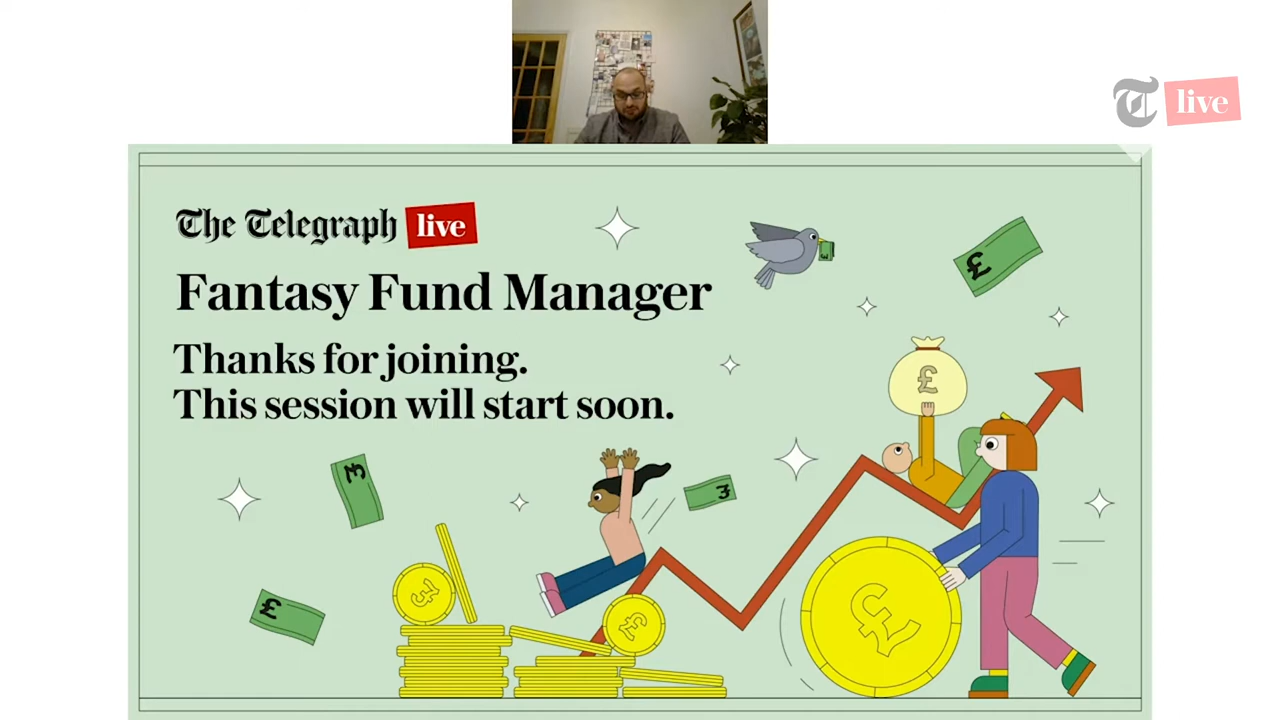 T live
The Telegraph live
Fantasy Fund Manager
Thanks for joining.
This session will start soon.
£
£
£
£
£
£
£
£